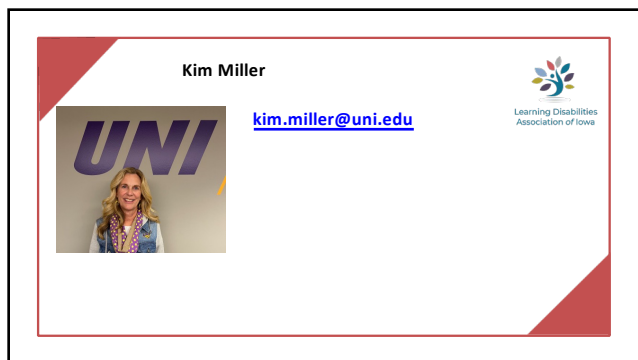 Kim Miller
kim.miller@uni.edu
Learning Disabilities
Association of Iowa
UNI